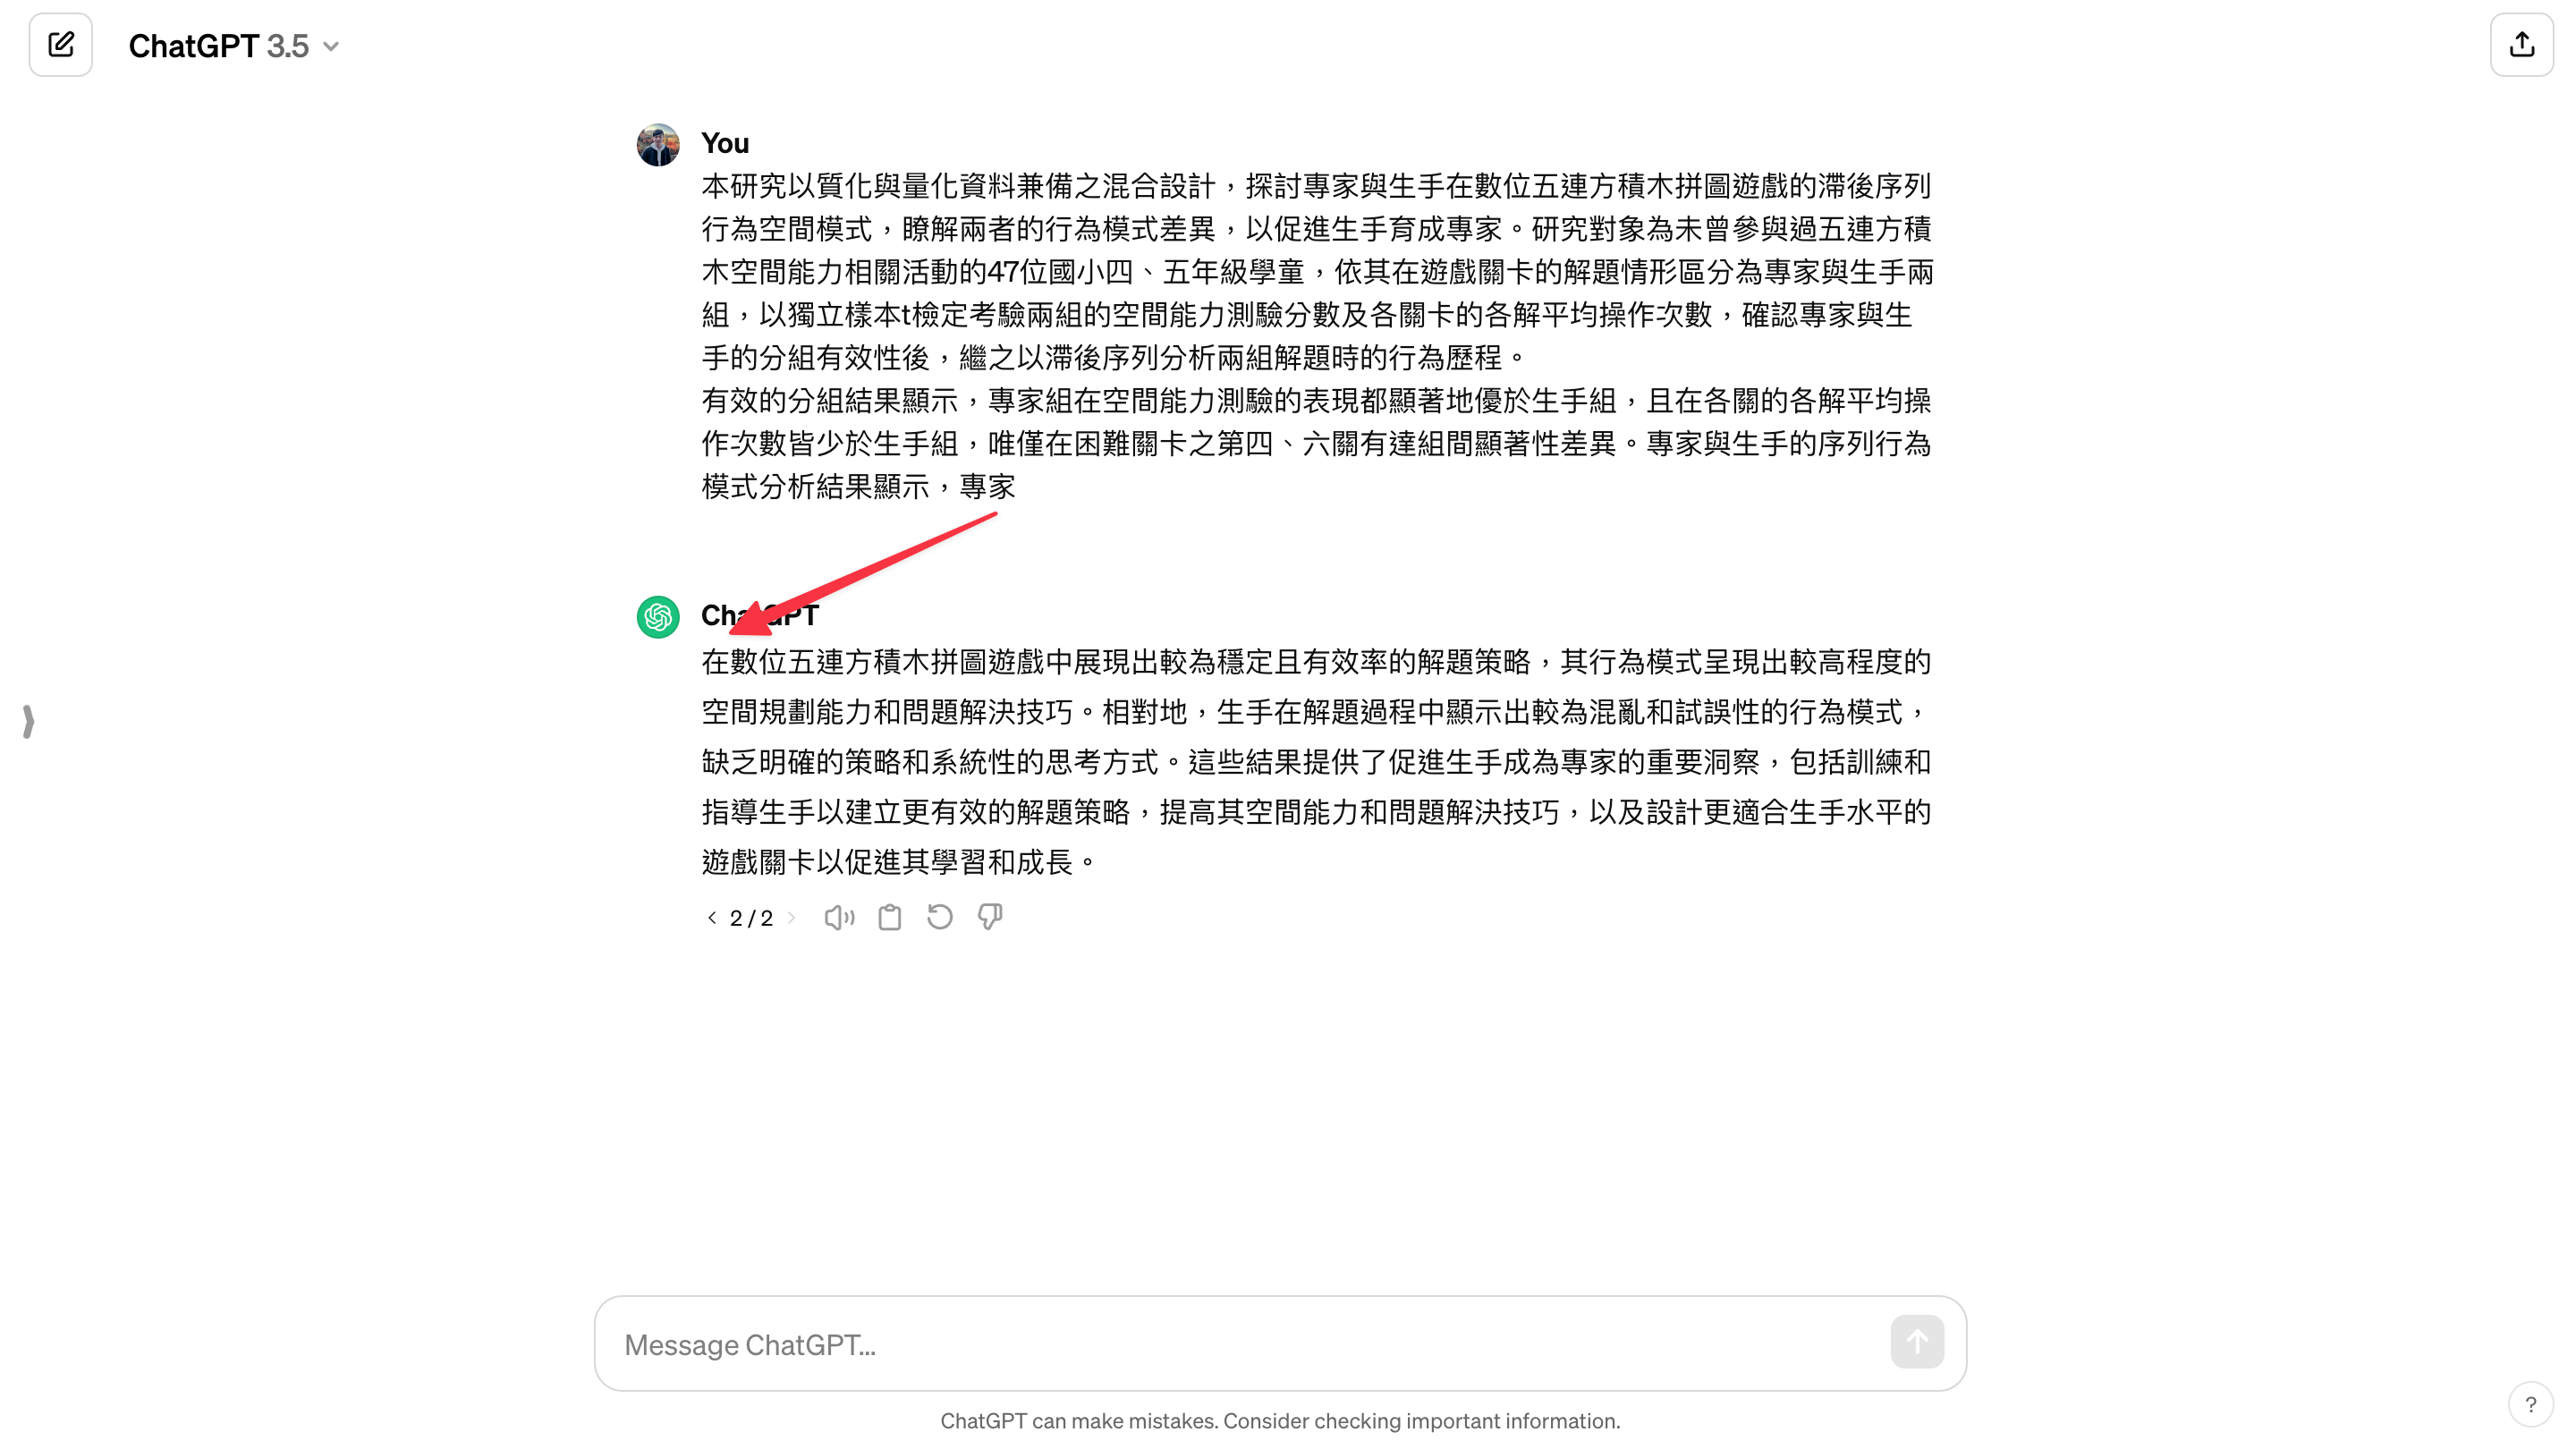 ChatGPT 3.5
You
本研究以質化與量化資料兼備之混合設計，探討專家與生手在數位五連方積木拼圖遊戲的滯後序列
行為空間模式，瞭解兩者的行為模式差異，以促進生手育成專家。研究對象為未曾參與過五連方積
木空間能力相關活動的47位國小四、五年級學童，依其在遊戲關卡的解題情形區分為專家與生手兩
組，以獨立樣本t檢定考驗兩組的空間能力測驗分數及各關卡的各解平均操作次數，確認專家與生
手的分組有效性後，繼之以滯後序列分析兩組解題時的行為歷程。
有效的分組結果顯示，專家組在空間能力測驗的表現都顯著地優於生手組，且在各關的各解平均操
作次數皆少於生手組，唯僅在困難關卡之第四、六關有達組間顯著性差異。專家與生手的序列行為
模式分析結果顯示，專家
ChatGPT
在數位五連方積木拼圖遊戲中展現出較為穩定且有效率的解題策略，其行為模式呈現出較高程度的
空間規劃能力和問題解決技巧。相對地，生手在解題過程中顯示出較為混亂和試誤性的行為模式，
缺乏明確的策略和系統性的思考方式。這些結果提供了促進生手成為專家的重要洞察，包括訓練和
指導生手以建立更有效的解題策略，提高其空間能力和問題解決技巧，以及設計更適合生手水平的
遊戲關卡以促進其學習和成長。
2 / 2
Message ChatGPT...
ChatGPT can make mistakes. Consider checking important information.
?